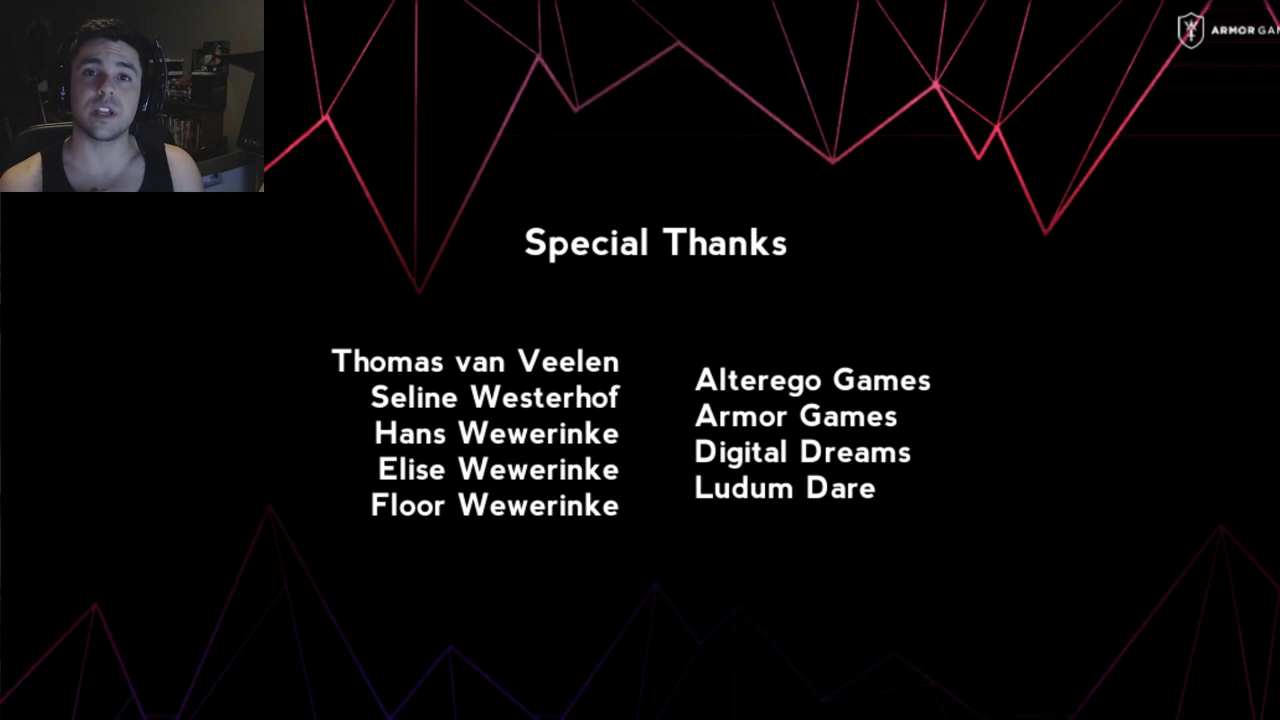 ARMOR GAM
Special Thanks
Thomas van Veelen
Seline Westerhof
Hans Wewerinke
Elise Wewerinke
Floor Wewerinke
Alterego Games
Armor Games
Digital Dreams
Ludum Dare